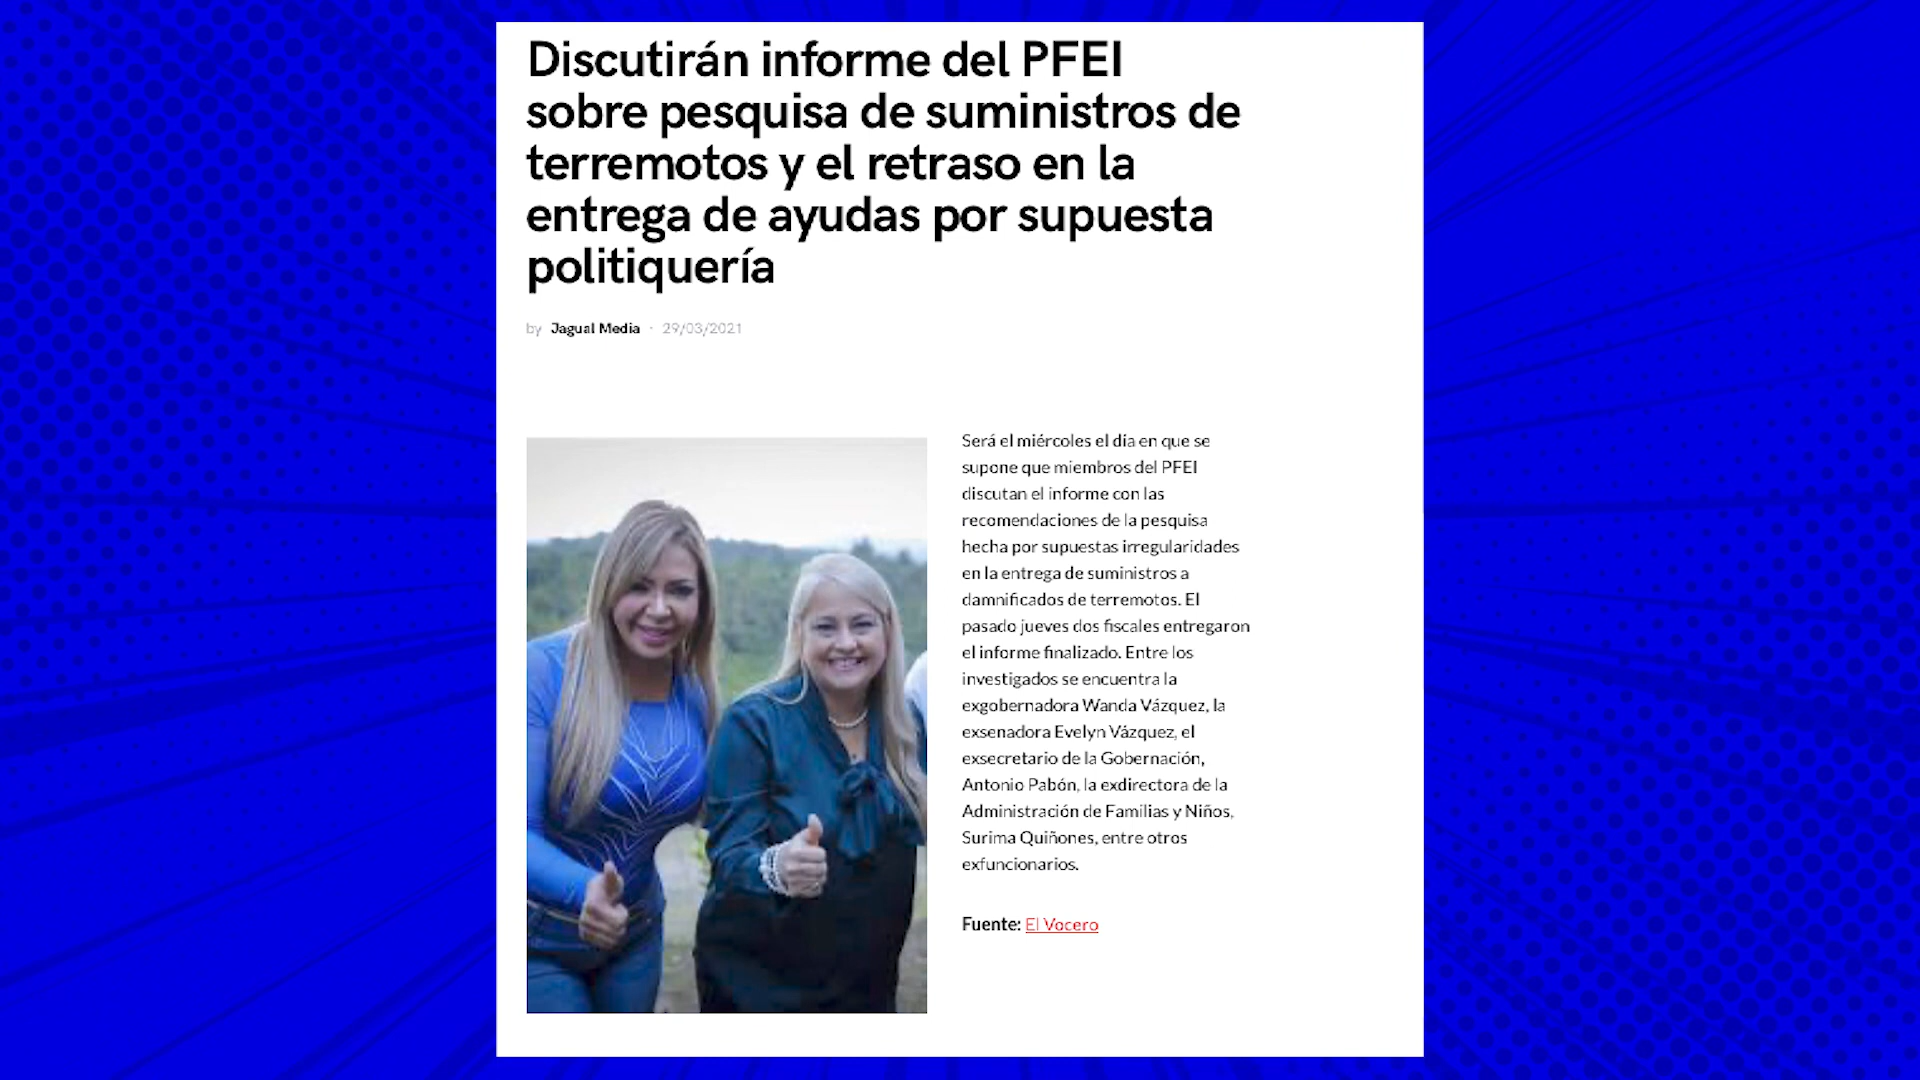 Discutirán informe del PFEI
sobre pesquisa de suministros de
terremotos y el retraso en la
entrega de ayudas por supuesta
politiquería
by Jagual Media · 29/03/2021
Será el miércoles el día en que se
supone que miembros del PFEI
discutan el informe con las
recomendaciones de la pesquisa
hecha por supuestas irregularidades
en la entrega de suministros a
damnificados de terremotos. El
pasado jueves dos fiscales entregaron
el informe finalizado. Entre los
investigados se encuentra la
exgobernadora Wanda Vázquez, la
exsenadora Evelyn Vázquez, el
exsecretario de la Gobernación,
Antonio Pabón, la exdirectora de la
Administración de Familias y Niños,
Surima Quiñones, entre otros
exfuncionarios.
Fuente: El Vocero